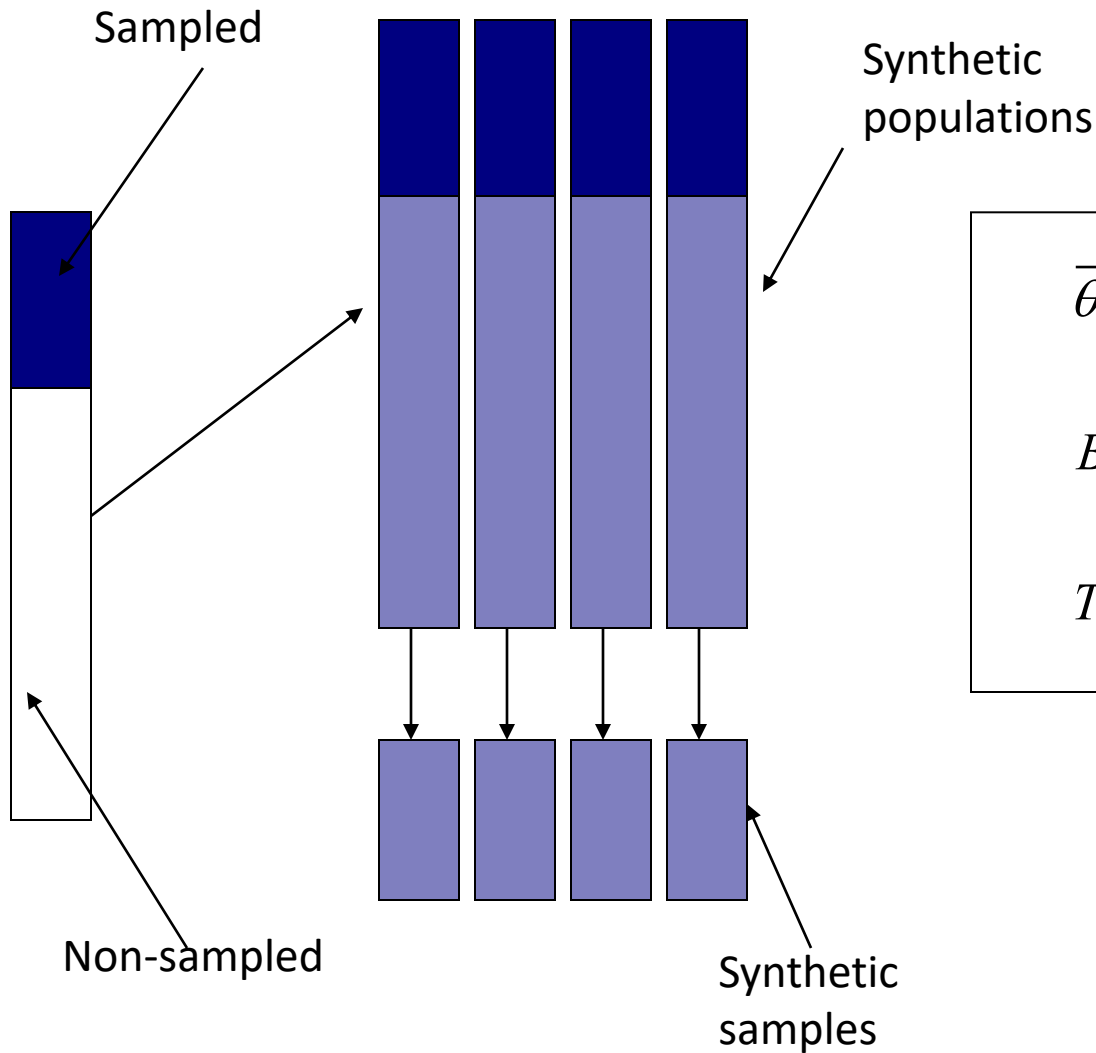 Sampled
Synthetic
populations
θ̅
T
Non-sampled
Synthetic
samples